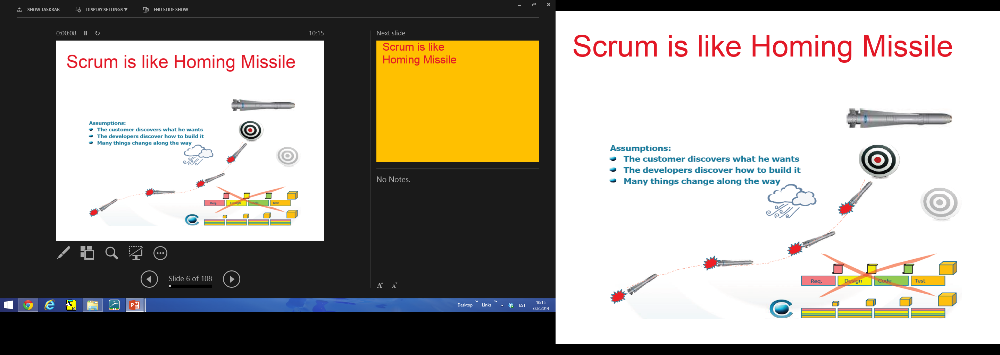 SHOW TASKBAR
DISPLAY SETTINGS ▼
END SLIDE SHOW
0:00:08
10:15
Next slide
Scrum is like Homing Missile
Assumptions:
The customer discovers what he wants
The developers discover how to build it
Many things change along the way
Req.
Design
Code
Test
Scrum is like
Homing Missile
No Notes.
Slide 6 of 108
A
A
Desktop
Links
EST
10:15
7.02.2014
Scrum is like Homing Missile
Assumptions:
The customer discovers what he wants
The developers discover how to build it
Many things change along the way
Req.
Design
Code
Test